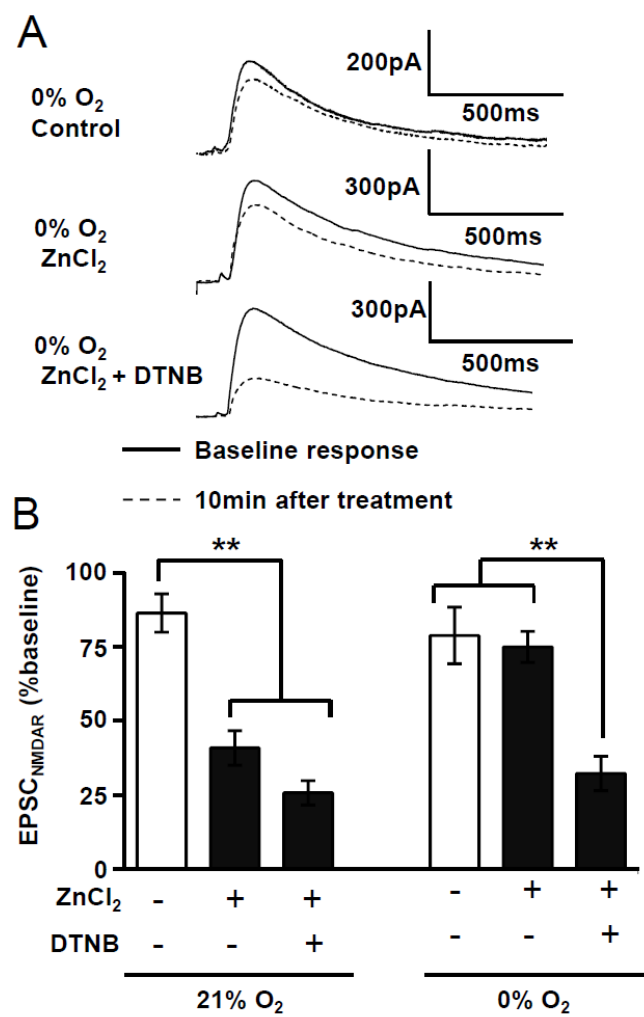 A
0% O2
Control
200pA
500ms
0% O2
ZnCl2
300pA
500ms
0% O2
ZnCl2 + DTNB
300pA
500ms
Baseline response
10min after treatment
B
EPSCNMDAR (%baseline)
100
75
50
25
0
** **
ZnCl2 - + + - + +
DTNB - - + - - +
21% O2 0% O2